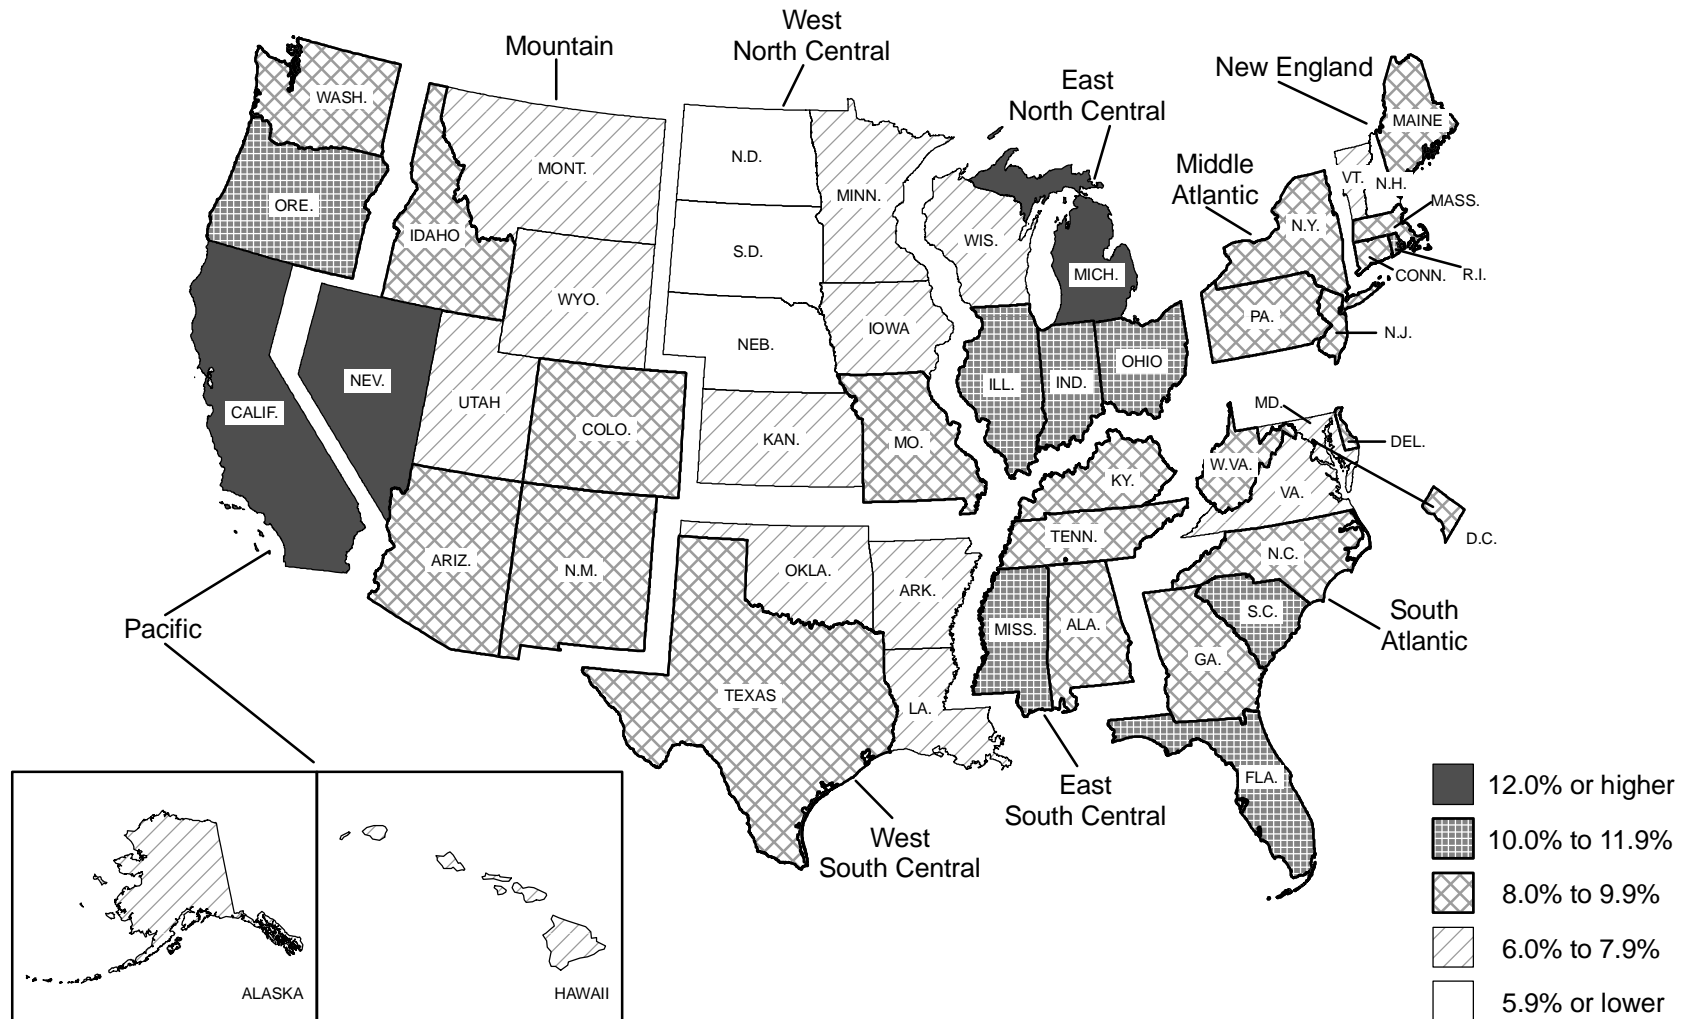 West
North Central
Mountain
East
North Central
New England
Middle
Atlantic
WASH.
MAINE
N.D.
MONT.
VT.
N.H.
MINN.
MASS.
ORE.
N.Y.
IDAHO
WIS.
S.D.
MICH.
CONN.
R.I.
WYO.
PA.
IOWA
N.J.
NEB.
OHIO
NEV.
ILL.
IND.
UTAH
MD.
CALIF.
COLO.
KAN.
MO.
DEL.
W.VA.
KY.
VA.
TENN.
D.C.
N.C.
ARIZ.
N.M.
OKLA.
ARK.
S.C.
South
Atlantic
MISS.
ALA.
Pacific
GA.
TEXAS
LA.
FLA.
East
South Central
West
South Central
12.0% or higher
10.0% to 11.9%
8.0% to 9.9%
6.0% to 7.9%
5.9% or lower
ALASKA
HAWAII